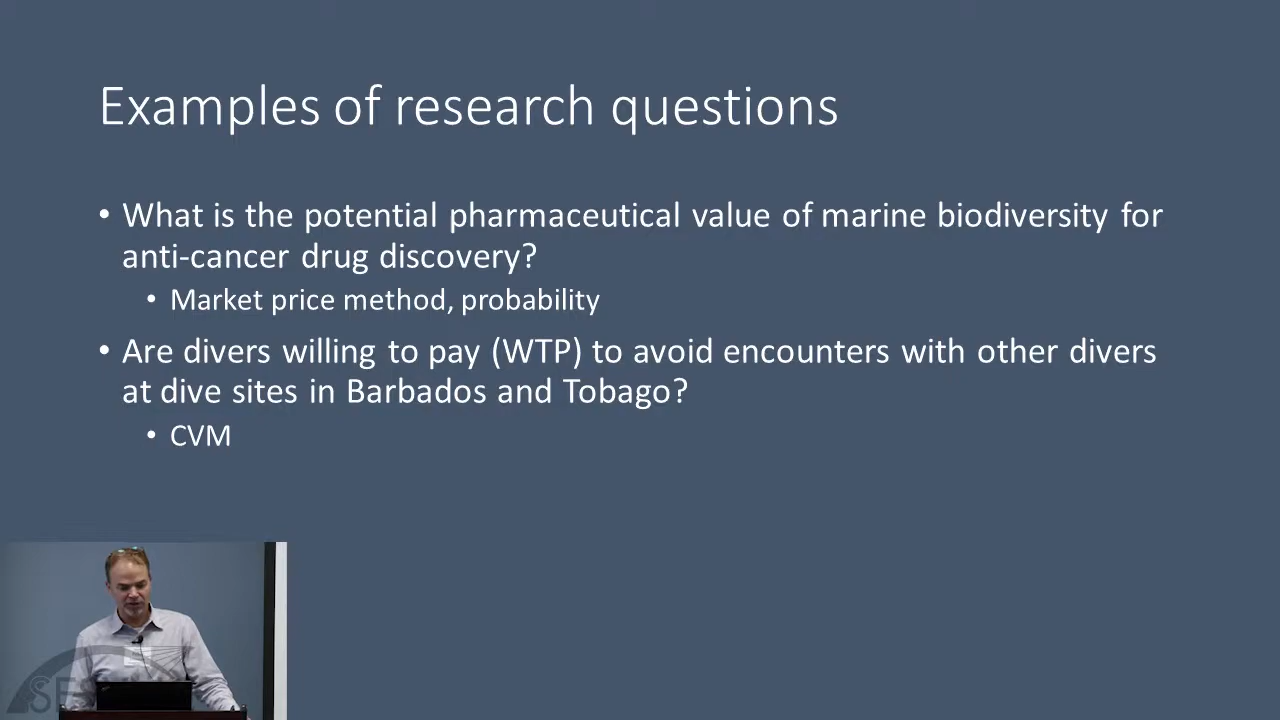 Examples of research questions
• What is the potential pharmaceutical value of marine biodiversity for
anti-cancer drug discovery?
• Market price method, probability
• Are divers willing to pay (WTP) to avoid encounters with other divers
at dive sites in Barbados and Tobago?
• CVM